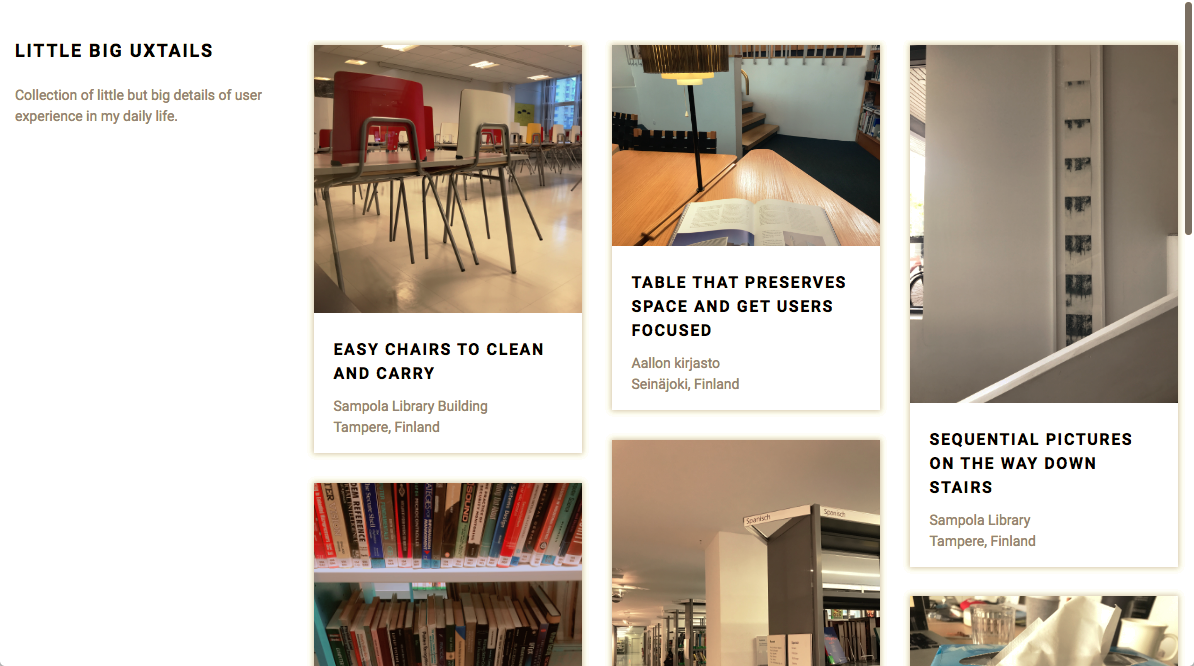 LITTLE BIG UXTAILS
Collection of little but big details of user
experience in my daily life.
EASY CHAIRS TO CLEAN
AND CARRY
Sampola Library Building
Tampere, Finland
TABLE THAT PRESERVES
SPACE AND GET USERS
FOCUSED
Aallon kirjasto
Seinäjoki, Finland
Spanisch
Spanisch
SEQUENTIAL PICTURES
ON THE WAY DOWN
STAIRS
Sampola Library
Tampere, Finland